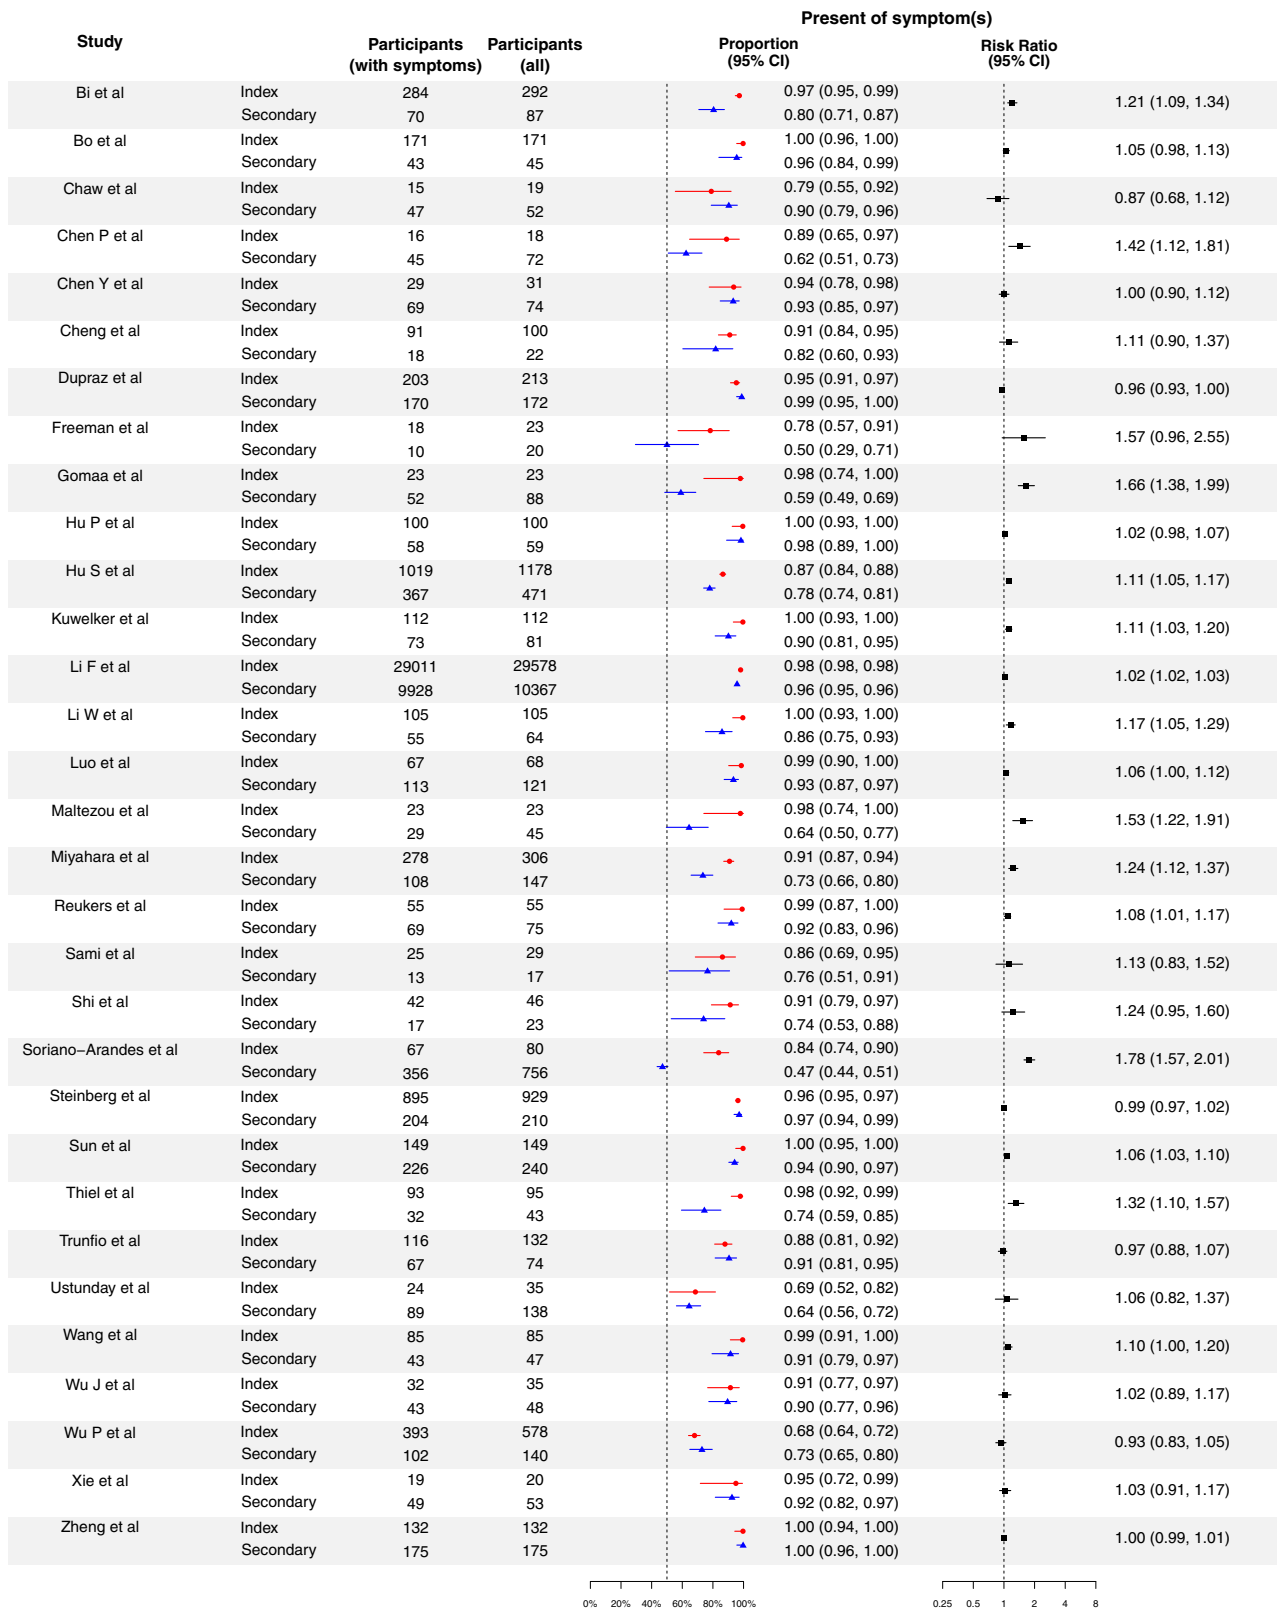 Present of symptom(s)
Study Participants (with symptoms) Participants (all) Proportion (95% CI) Risk Ratio (95% CI)
Bi et al Index 284 292 0.97 (0.95, 0.99) 1.21 (1.09, 1.34)
Secondary 70 87 0.80 (0.71, 0.87)
Bo et al Index 171 171 1.00 (0.96, 1.00) 1.05 (0.98, 1.13)
Secondary 43 45 0.96 (0.84, 0.99)
Chaw et al Index 15 19 0.79 (0.55, 0.92) 0.87 (0.68, 1.12)
Secondary 47 52 0.90 (0.79, 0.96)
Chen P et al Index 16 18 0.89 (0.65, 0.97) 1.42 (1.12, 1.81)
Secondary 45 72 0.62 (0.51, 0.73)
Chen Y et al Index 29 31 0.94 (0.78, 0.98) 1.00 (0.90, 1.12)
Secondary 69 74 0.93 (0.85, 0.97)
Cheng et al Index 91 100 0.91 (0.84, 0.95) 1.11 (0.90, 1.37)
Secondary 18 22 0.82 (0.60, 0.93)
Dupraz et al Index 203 213 0.95 (0.91, 0.97) 0.96 (0.93, 1.00)
Secondary 170 172 0.99 (0.95, 1.00)
Freeman et al Index 18 23 0.78 (0.57, 0.91) 1.57 (0.96, 2.55)
Secondary 10 20 0.50 (0.29, 0.71)
Gomaa et al Index 23 23 0.98 (0.74, 1.00) 1.66 (1.38, 1.99)
Secondary 52 88 0.59 (0.49, 0.69)
Hu P et al Index 100 100 1.00 (0.93, 1.00) 1.02 (0.98, 1.07)
Secondary 58 59 0.98 (0.89, 1.00)
Hu S et al Index 1019 1178 0.87 (0.84, 0.88) 1.11 (1.05, 1.17)
Secondary 367 471 0.78 (0.74, 0.81)
Kuwelker et al Index 112 112 1.00 (0.93, 1.00) 1.11 (1.03, 1.20)
Secondary 73 81 0.90 (0.81, 0.95)
Li F et al Index 29011 29578 0.98 (0.98, 0.98) 1.02 (1.02, 1.03)
Secondary 9928 10367 0.96 (0.95, 0.96)
Li W et al Index 105 105 1.00 (0.93, 1.00) 1.17 (1.05, 1.29)
Secondary 55 64 0.86 (0.75, 0.93)
Luo et al Index 67 68 0.99 (0.90, 1.00) 1.06 (1.00, 1.12)
Secondary 113 121 0.93 (0.87, 0.97)
Maltezou et al Index 23 23 0.98 (0.74, 1.00) 1.53 (1.22, 1.91)
Secondary 29 45 0.64 (0.50, 0.77)
Miyahara et al Index 278 306 0.91 (0.87, 0.94) 1.24 (1.12, 1.37)
Secondary 108 147 0.73 (0.66, 0.80)
Reukers et al Index 55 55 0.99 (0.87, 1.00) 1.08 (1.01, 1.17)
Secondary 69 75 0.92 (0.83, 0.96)
Sami et al Index 25 29 0.86 (0.69, 0.95) 1.13 (0.83, 1.52)
Secondary 13 17 0.76 (0.51, 0.91)
Shi et al Index 42 46 0.91 (0.79, 0.97) 1.24 (0.95, 1.60)
Secondary 17 23 0.74 (0.53, 0.88)
Soriano−Arandes et al Index 67 80 0.84 (0.74, 0.90) 1.78 (1.57, 2.01)
Secondary 356 756 0.47 (0.44, 0.51)
Steinberg et al Index 895 929 0.96 (0.95, 0.97) 0.99 (0.97, 1.02)
Secondary 204 210 0.97 (0.94, 0.99)
Sun et al Index 149 149 1.00 (0.95, 1.00) 1.06 (1.03, 1.10)
Secondary 226 240 0.94 (0.90, 0.97)
Thiel et al Index 93 95 0.98 (0.92, 0.99) 1.32 (1.10, 1.57)
Secondary 32 43 0.74 (0.59, 0.85)
Trunfio et al Index 116 132 0.88 (0.81, 0.92) 0.97 (0.88, 1.07)
Secondary 67 74 0.91 (0.81, 0.95)
Ustunday et al Index 24 35 0.69 (0.52, 0.82) 1.06 (0.82, 1.37)
Secondary 89 138 0.64 (0.56, 0.72)
Wang et al Index 85 85 0.99 (0.91, 1.00) 1.10 (1.00, 1.20)
Secondary 43 47 0.91 (0.79, 0.97)
Wu J et al Index 32 35 0.91 (0.77, 0.97) 1.02 (0.89, 1.17)
Secondary 43 48 0.90 (0.77, 0.96)
Wu P et al Index 393 578 0.68 (0.64, 0.72) 0.93 (0.83, 1.05)
Secondary 102 140 0.73 (0.65, 0.80)
Xie et al Index 19 20 0.95 (0.72, 0.99) 1.03 (0.91, 1.17)
Secondary 49 53 0.92 (0.82, 0.97)
Zheng et al Index 132 132 1.00 (0.94, 1.00) 1.00 (0.99, 1.01)
Secondary 175 175 1.00 (0.96, 1.00)
0% 20% 40% 60% 80% 100% 0.25 0.5 1 2 4 8